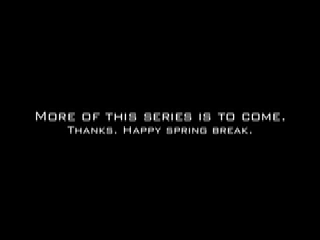 More of this series is to come.
Thanks. Happy spring break.